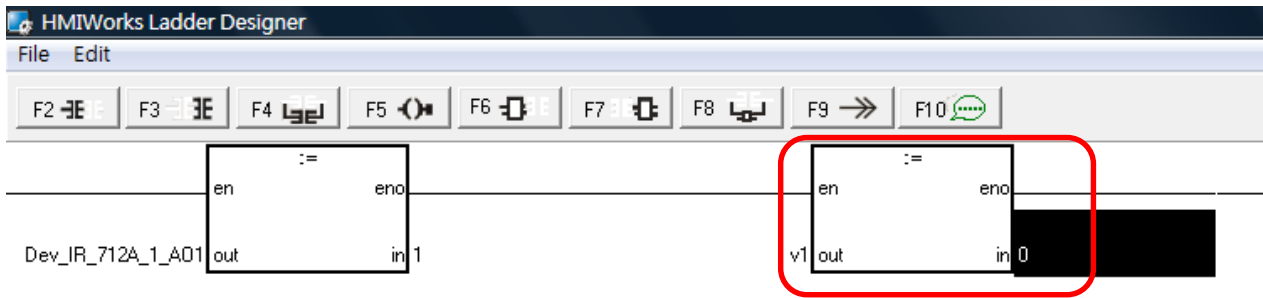 HMIWorks Ladder Designer
File Edit
F2 F3 F4 F5 F6 F7 F8 F9 F10
:= :=
en eno en eno
Dev_IR_712A_1_AO1 out in 1 v1 out in 0